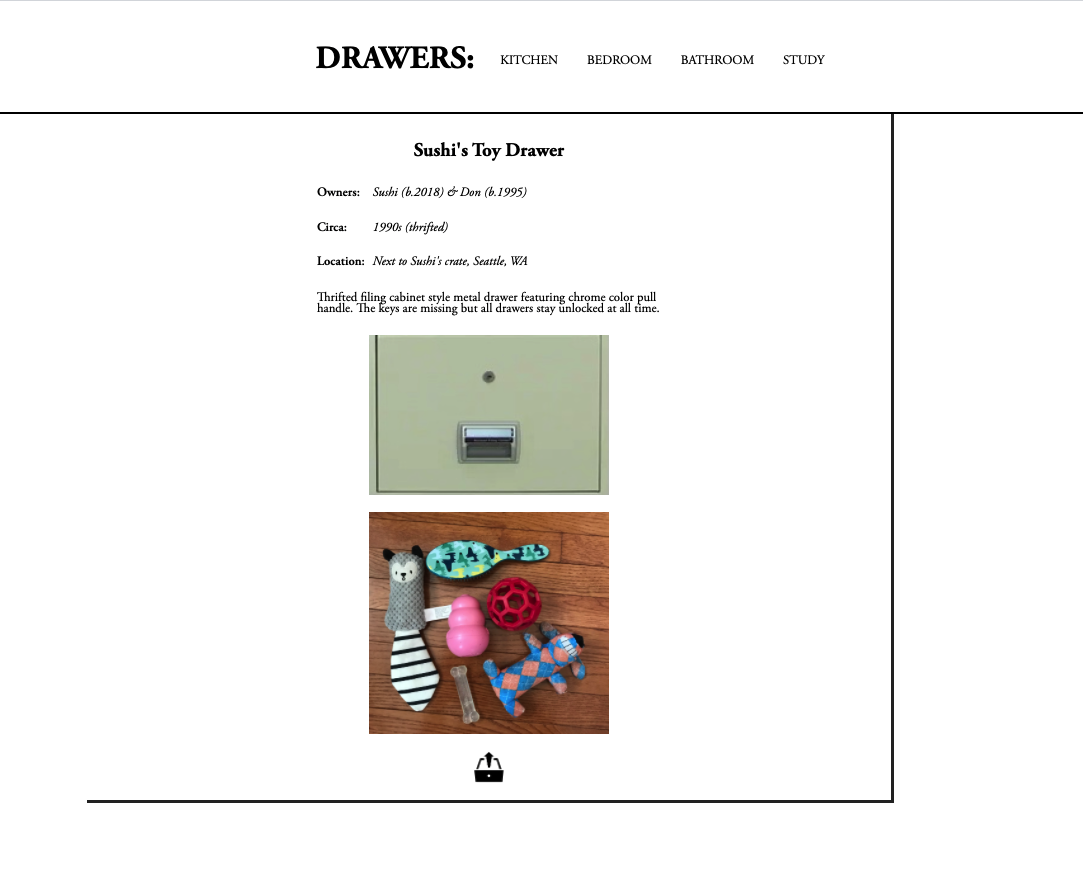 DRAWERS: KITCHEN BEDROOM BATHROOM STUDY
Sushi's Toy Drawer
Owners: Sushi (b.2018) & Don (b.1995)
Circa: 1990s (thrifted)
Location: Next to Sushi's crate, Seattle, WA
Thrifted filing cabinet style metal drawer featuring chrome color pull
handle. The keys are missing but all drawers stay unlocked at all time.